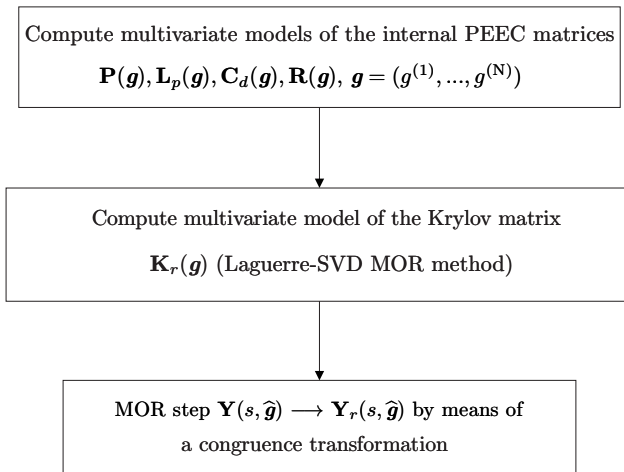 Compute multivariate models of the internal PEEC matrices
P(g), Lₚ(g), C_d(g), R(g), g = (g⁽¹⁾, ..., g⁽ᴺ⁾)
Compute multivariate model of the Krylov matrix
Kᵣ(g) (Laguerre-SVD MOR method)
MOR step Y(s, ĝ) ⟶ Yᵣ(s, ĝ) by means of
a congruence transformation